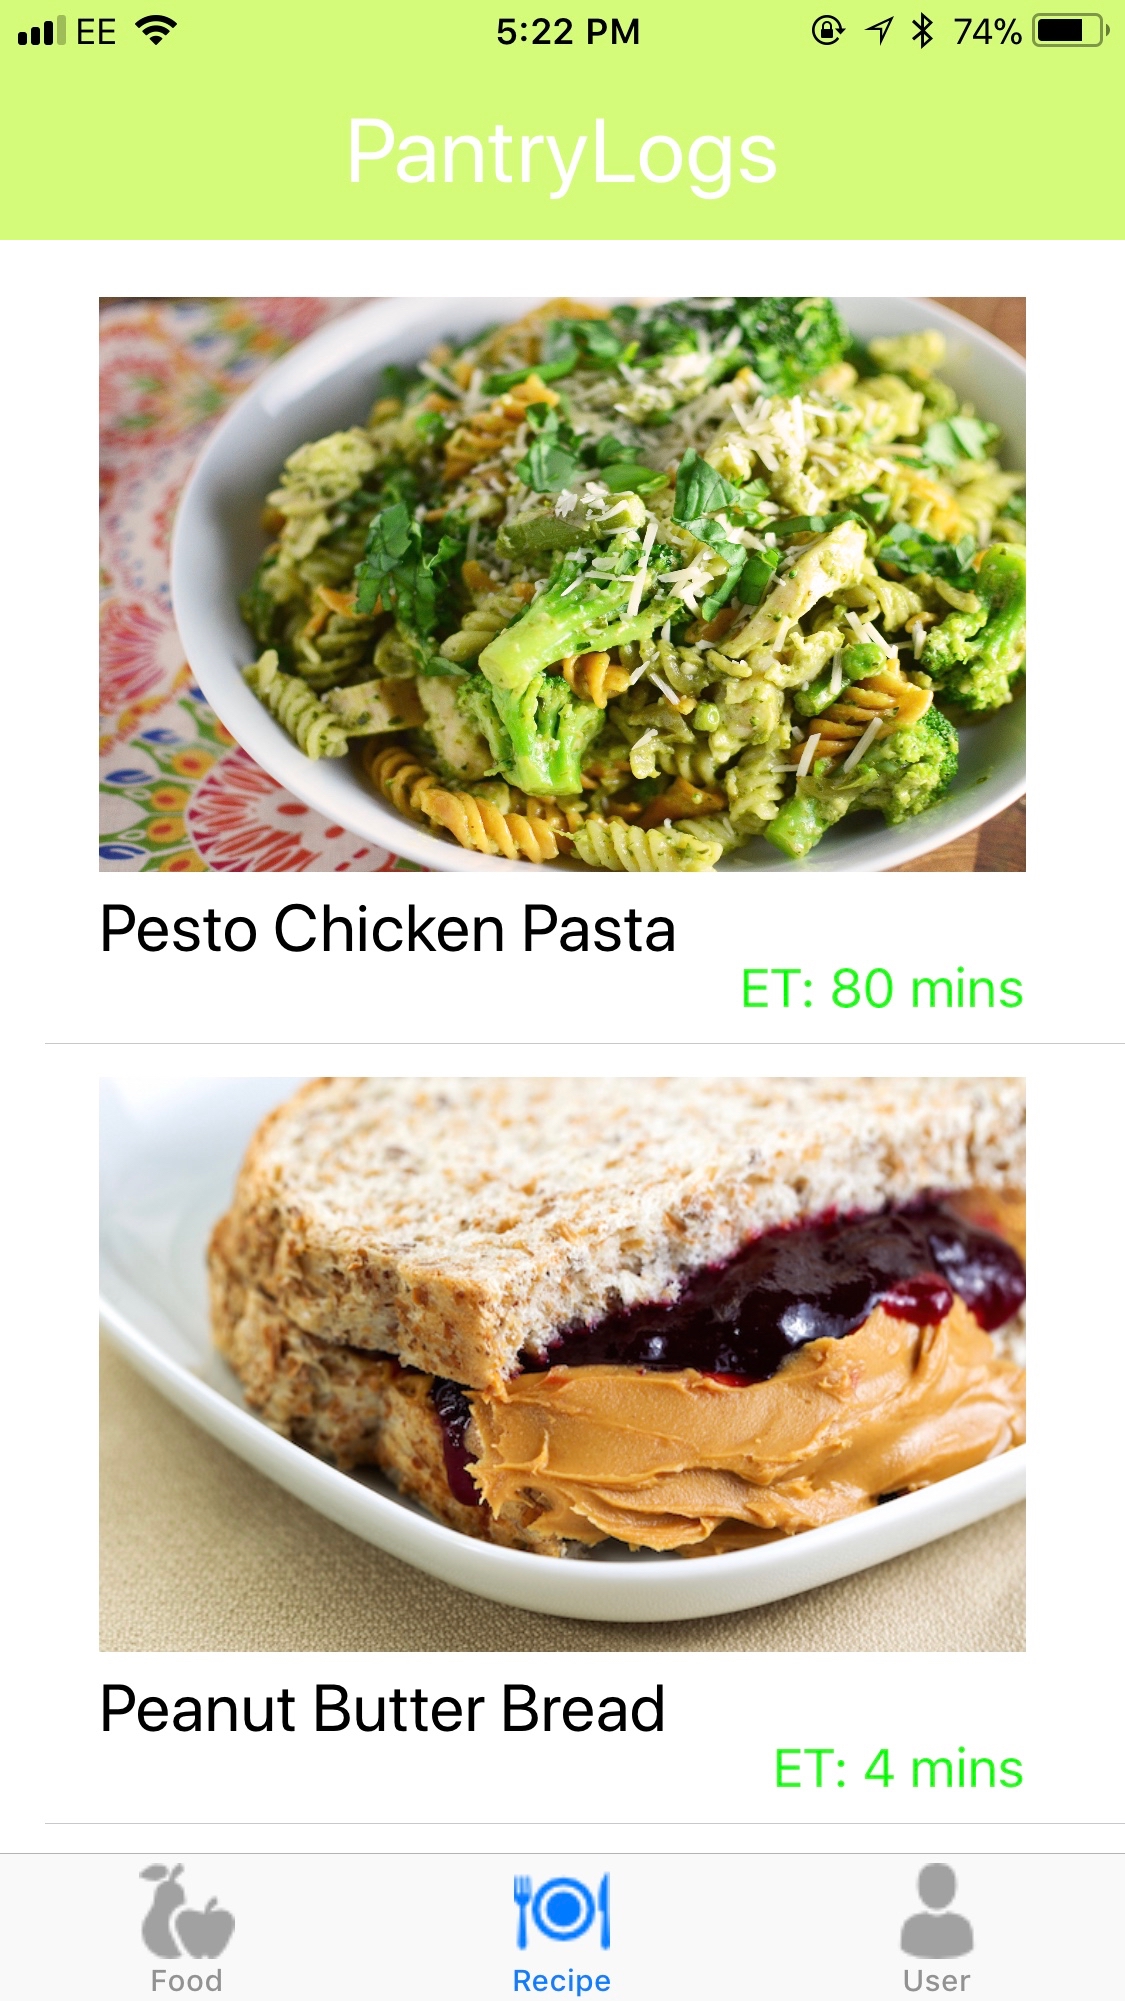 EE 5:22 PM 74%
PantryLogs
Pesto Chicken Pasta
ET: 80 mins
Peanut Butter Bread
ET: 4 mins
Food Recipe User